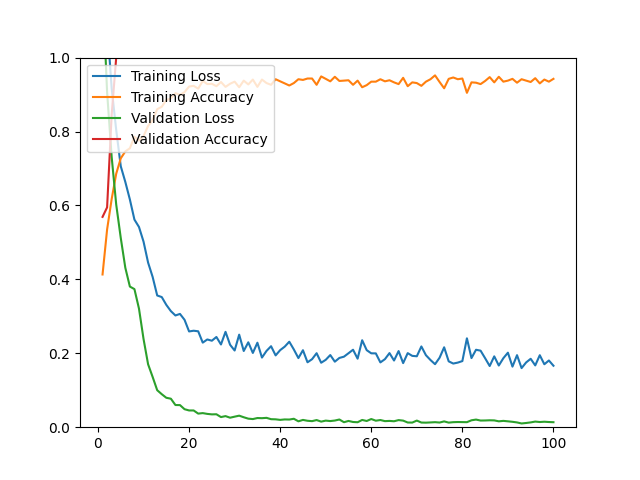 1.0
Training Loss
Training Accuracy
Validation Loss
Validation Accuracy
0.8
0.6
0.4
0.2
0.0
0 20 40 60 80 100